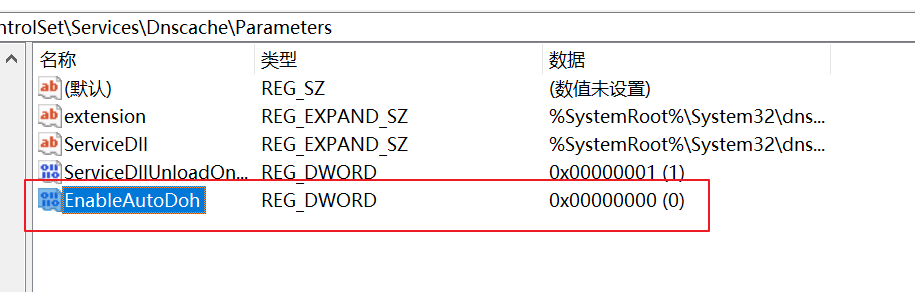 ntrolSet\Services\Dnscache\Parameters
名称 类型 数据
ab (默认) REG_SZ (数值未设置)
ab extension REG_EXPAND_SZ %SystemRoot%\System32\dns...
ab ServiceDll REG_EXPAND_SZ %SystemRoot%\System32\dns...
ServiceDllUnloadOn... REG_DWORD 0x00000001 (1)
EnableAutoDoh REG_DWORD 0x00000000 (0)